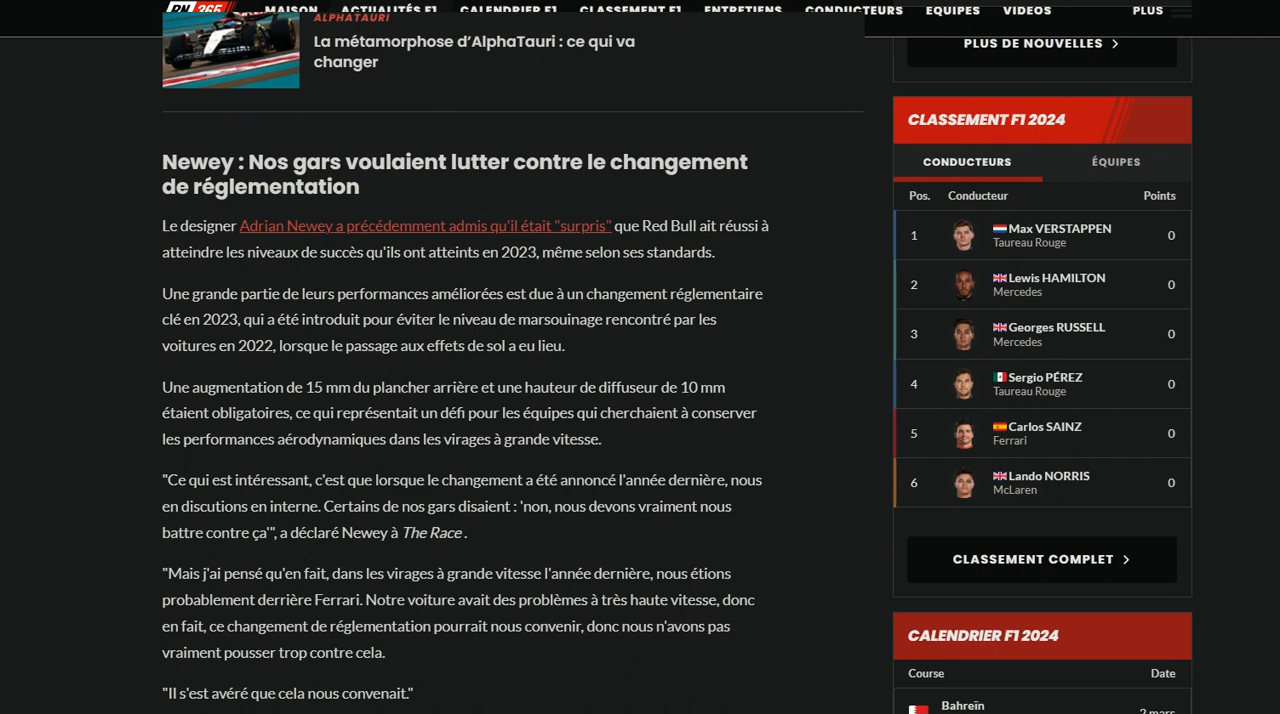 RN 365
MAISON ACTUALITÉS F1 CALENDRIER F1 CLASSEMENT F1 ENTRETIENS CONDUCTEURS EQUIPES VIDÉOS PLUS
ALPHATAURI
La métamorphose d’AlphaTauri : ce qui va
changer
Newey : Nos gars voulaient lutter contre le changement
de réglementation
Le designer Adrian Newey a précédemment admis qu'il était "surpris" que Red Bull ait réussi à
atteindre les niveaux de succès qu'ils ont atteints en 2023, même selon ses standards.
Une grande partie de leurs performances améliorées est due à un changement réglementaire
clé en 2023, qui a été introduit pour éviter le niveau de marsouinage rencontré par les
voitures en 2022, lorsque le passage aux effets de sol a eu lieu.
Une augmentation de 15 mm du plancher arrière et une hauteur de diffuseur de 10 mm
étaient obligatoires, ce qui représentait un défi pour les équipes qui cherchaient à conserver
les performances aérodynamiques dans les virages à grande vitesse.
"Ce qui est intéressant, c'est que lorsque le changement a été annoncé l'année dernière, nous
en discutions en interne. Certains de nos gars disaient : 'non, nous devons vraiment nous
battre contre ça'", a déclaré Newey à The Race .
"Mais j'ai pensé qu'en fait, dans les virages à grande vitesse l'année dernière, nous étions
probablement derrière Ferrari. Notre voiture avait des problèmes à très haute vitesse, donc
en fait, ce changement de réglementation pourrait nous convenir, donc nous n'avons pas
vraiment pousser trop contre cela.
"Il s'est avéré que cela nous convenait."
PLUS DE NOUVELLES
CLASSEMENT F1 2024
CONDUCTEURS ÉQUIPES
Pos. Conducteur Points
1 Max VERSTAPPEN 0
Taureau Rouge
2 Lewis HAMILTON 0
Mercedes
3 Georges RUSSELL 0
Mercedes
4 Sergio PÉREZ 0
Taureau Rouge
5 Carlos SAINZ 0
Ferrari
6 Lando NORRIS 0
McLaren
CLASSEMENT COMPLET
CALENDRIER F1 2024
Course Date
Bahreïn
2 mars